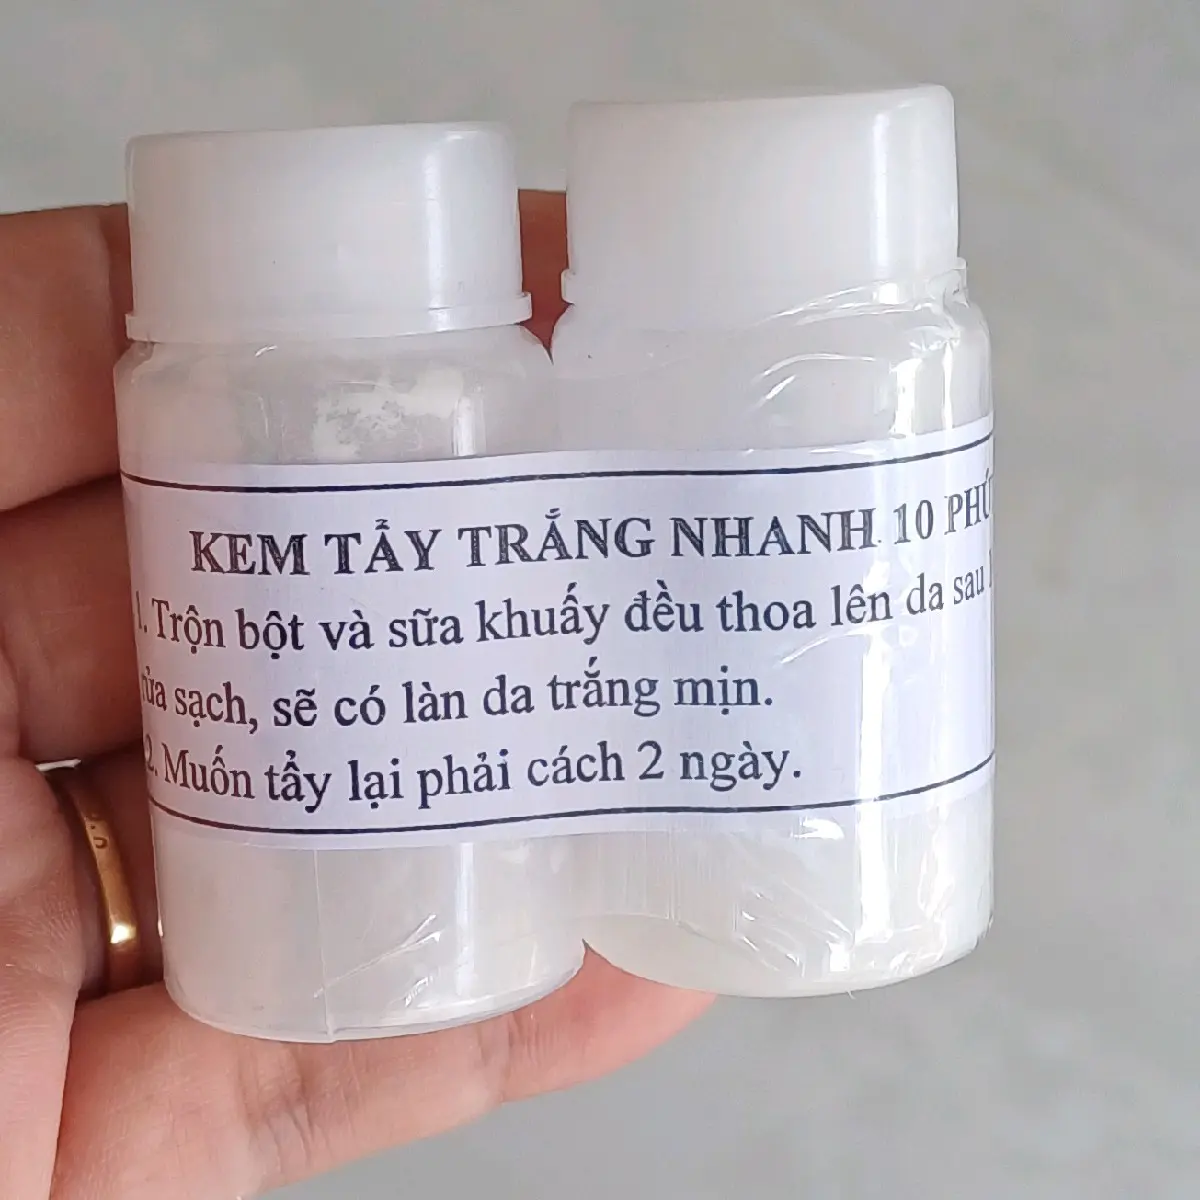 KEM TẨY TRẮNG NHANH 10 PHÚT
1. Trộn bột và sữa khuấy đều thoa lên da sau
rửa sạch, sẽ có làn da trắng mịn.
2. Muốn tẩy lại phải cách 2 ngày.